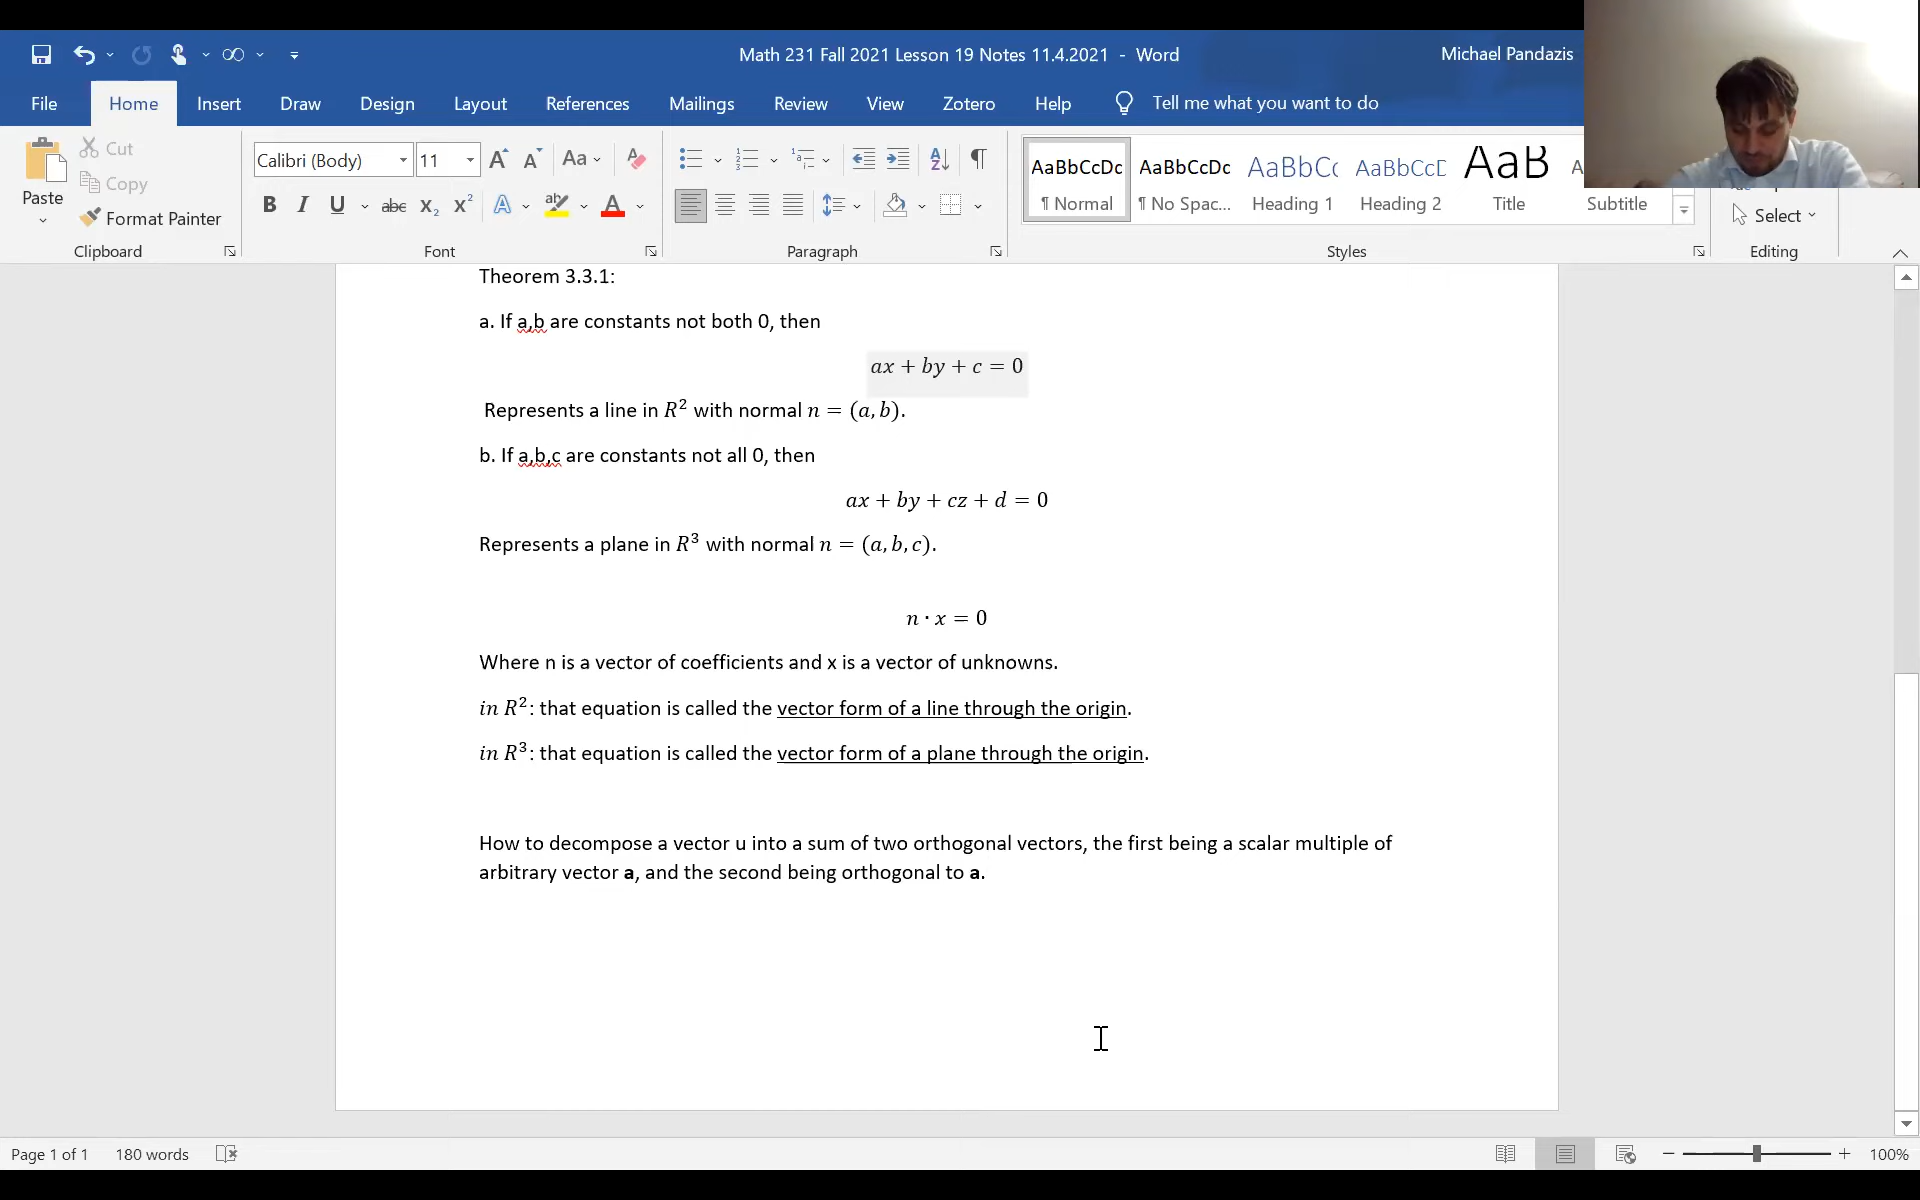 Math 231 Fall 2021 Lesson 19 Notes 11.4.2021 - Word
Michael Pandazis
File Home Insert Draw Design Layout References Mailings Review View Zotero Help Tell me what you want to do
Paste
Cut
Copy
Format Painter
Clipboard
Calibri (Body) 11
Font
Paragraph
AaBbCcDc AaBbCcDc AaBbCc AaBbCcD AaB
¶ Normal ¶ No Spac... Heading 1 Heading 2 Title Subtitle
Styles
Select
Editing
Theorem 3.3.1:
a. If a,b are constants not both 0, then
ax + by + c = 0
Represents a line in R² with normal n = (a, b).
b. If a,b,c are constants not all 0, then
ax + by + cz + d = 0
Represents a plane in R³ with normal n = (a, b, c).
n · x = 0
Where n is a vector of coefficients and x is a vector of unknowns.
in R²: that equation is called the vector form of a line through the origin.
in R³: that equation is called the vector form of a plane through the origin.
How to decompose a vector u into a sum of two orthogonal vectors, the first being a scalar multiple of
arbitrary vector a, and the second being orthogonal to a.
Page 1 of 1 180 words 100%